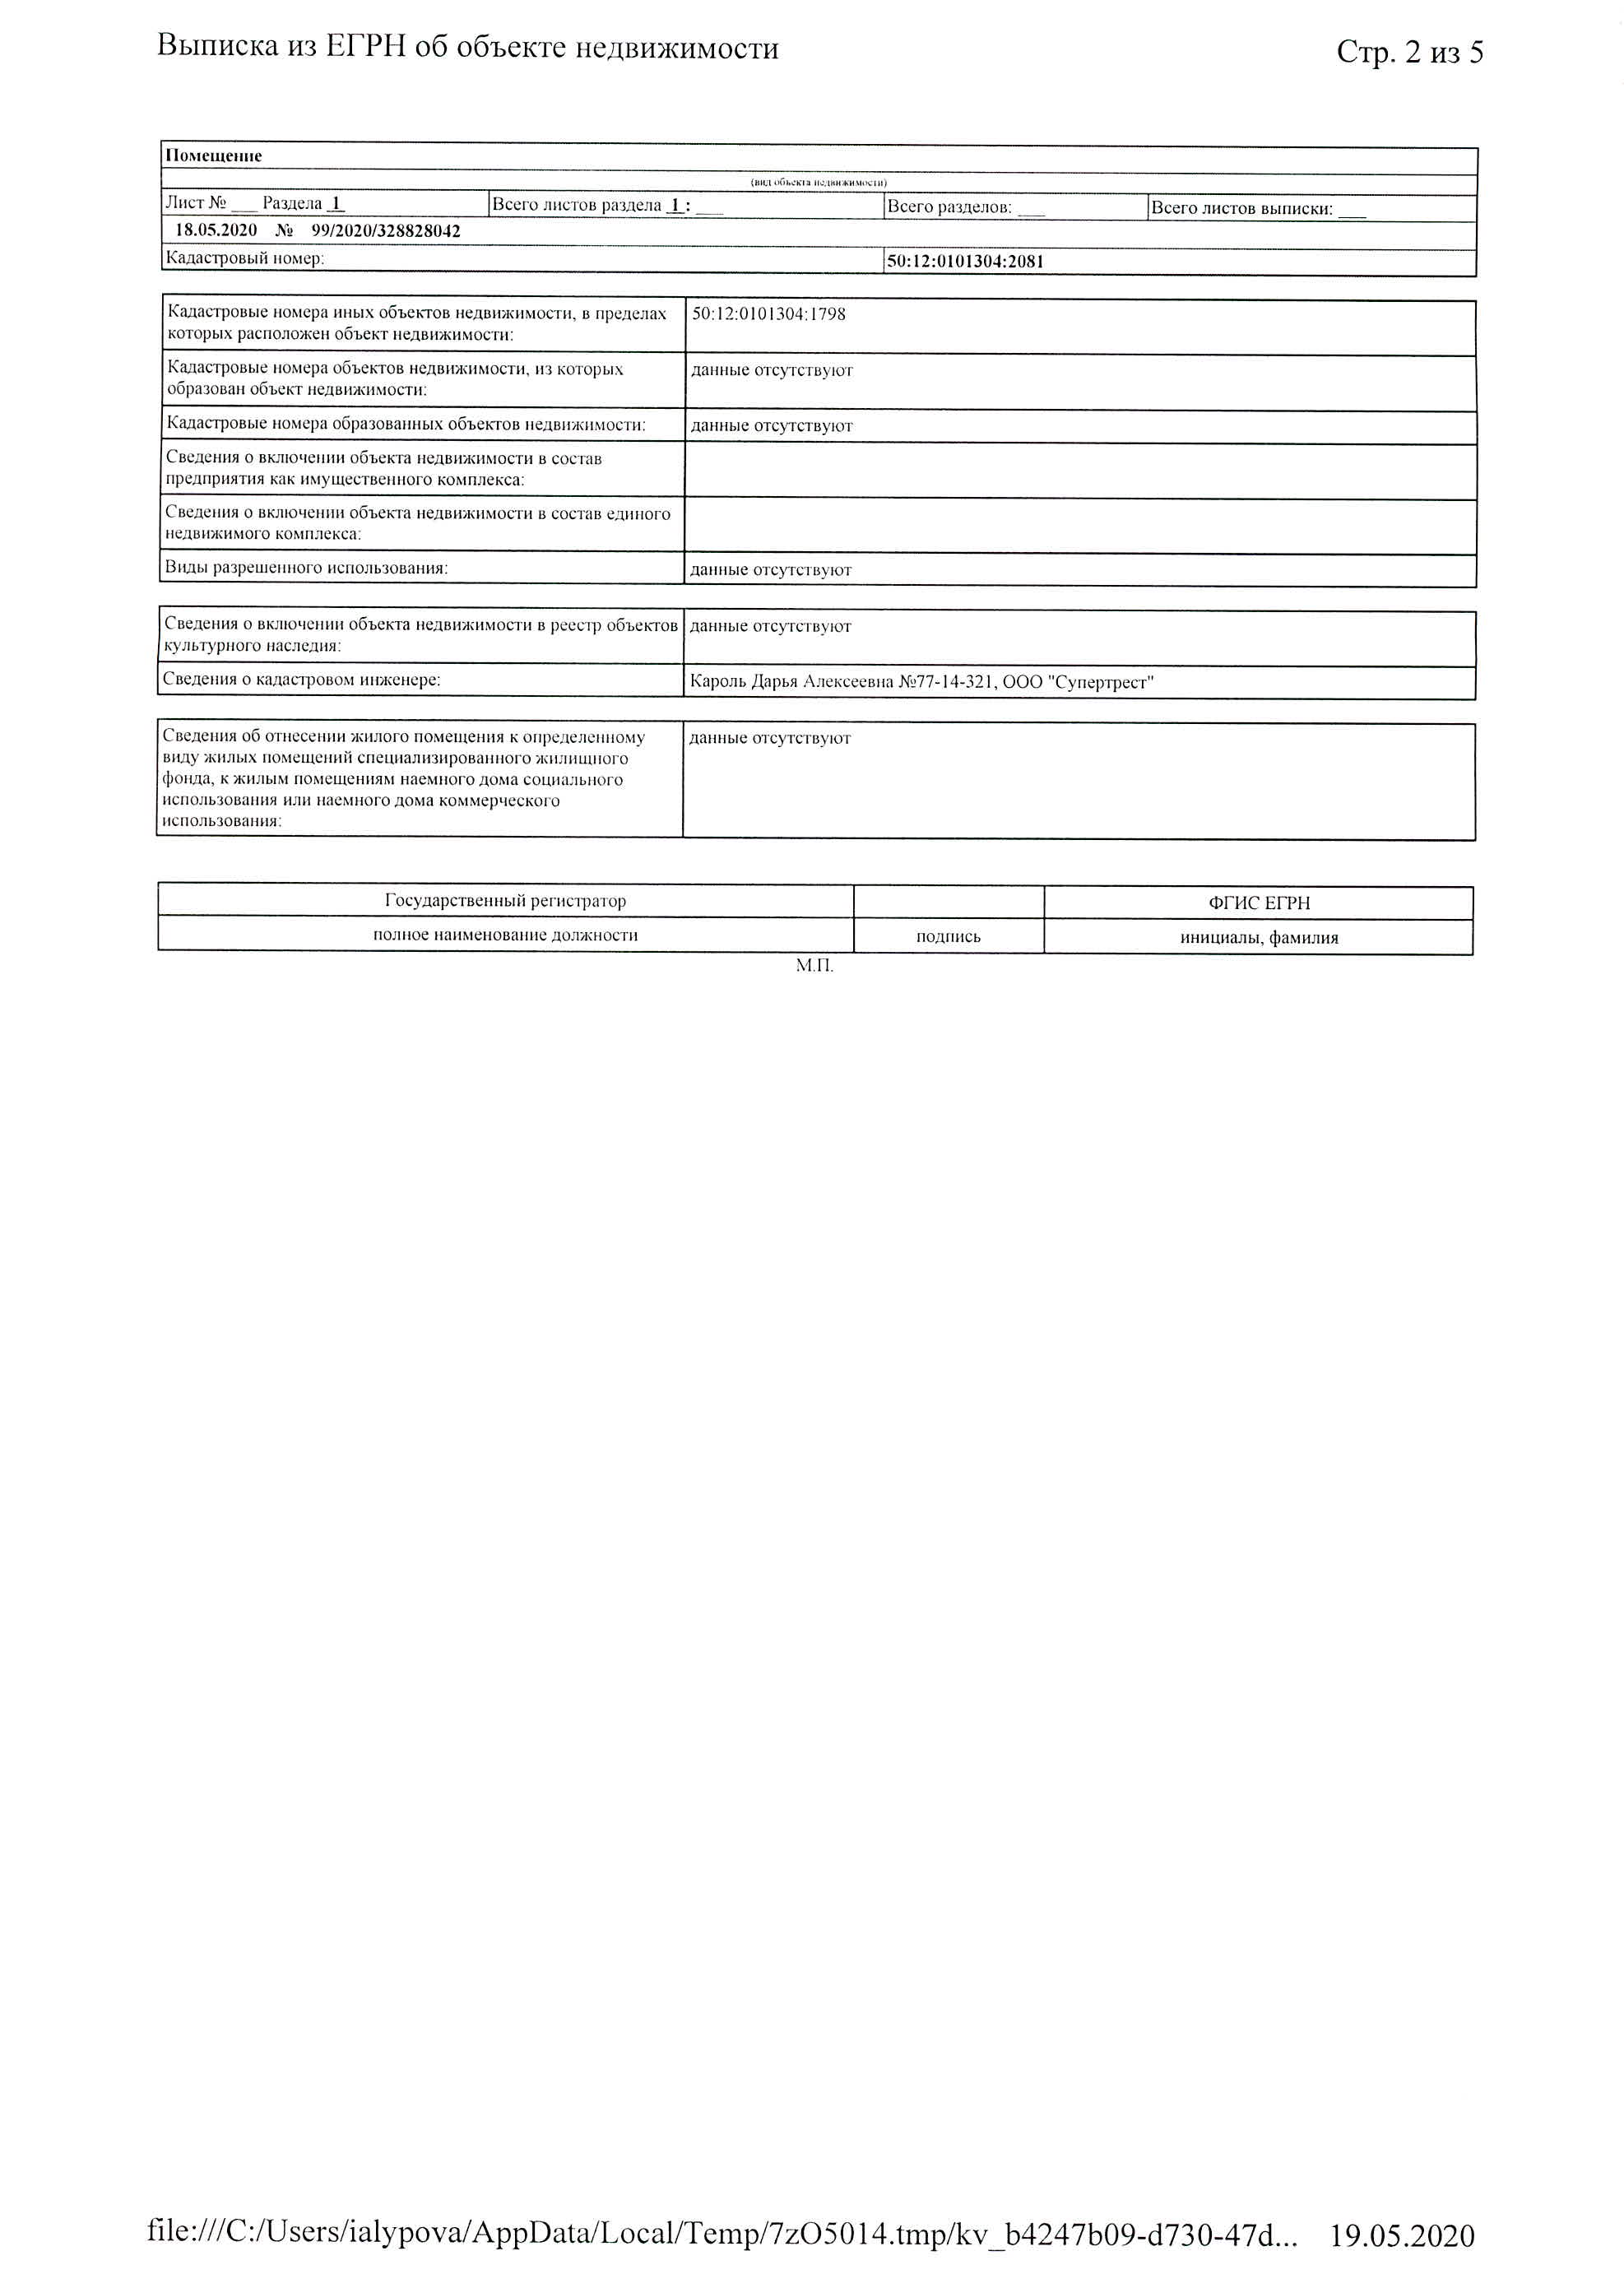 Выписка из ЕГРН об объекте недвижимости Стр. 2 из 5
Помещение
(вид объекта недвижимости)
Лист № ___ Раздела 1 Всего листов раздела 1 : ___ Всего разделов: ___ Всего листов выписки: ___
18.05.2020 № 99/2020/328828042
Кадастровый номер: 50:12:0101304:2081
Кадастровые номера иных объектов недвижимости, в пределах 50:12:0101304:1798
которых расположен объект недвижимости:
Кадастровые номера объектов недвижимости, из которых данные отсутствуют
образован объект недвижимости:
Кадастровые номера образованных объектов недвижимости: данные отсутствуют
Сведения о включении объекта недвижимости в состав
предприятия как имущественного комплекса:
Сведения о включении объекта недвижимости в состав единого
недвижимого комплекса:
Виды разрешенного использования: данные отсутствуют
Сведения о включении объекта недвижимости в реестр объектов данные отсутствуют
культурного наследия:
Сведения о кадастровом инженере: Кароль Дарья Алексеевна №77-14-321, ООО "Супертрест"
Сведения об отнесении жилого помещения к определенному данные отсутствуют
виду жилых помещений специализированного жилищного
фонда, к жилым помещениям наемного дома социального
использования или наемного дома коммерческого
использования:
Государственный регистратор ФГИС ЕГРН
полное наименование должности подпись инициалы, фамилия
М.П.
file:///C:/Users/ialypova/AppData/Local/Temp/7zO5014.tmp/kv_b4247b09-d730-47d... 19.05.2020